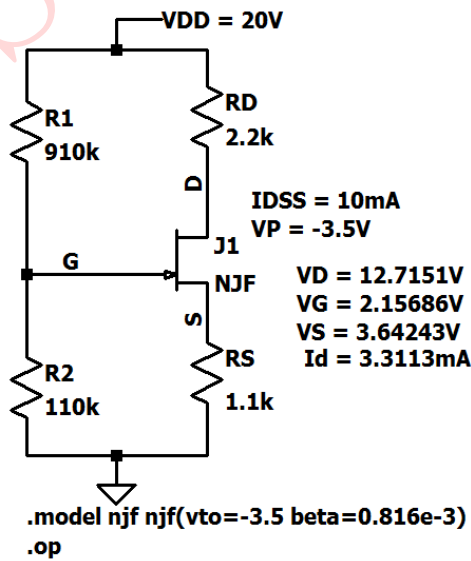 VDD = 20V
R1
910k
RD
2.2k
D
IDSS = 10mA
VP = -3.5V
G
J1
NJF
VD = 12.7151V
VG = 2.15686V
VS = 3.64243V
Id = 3.3113mA
S
R2
110k
RS
1.1k
.model njf njf(vto=-3.5 beta=0.816e-3)
.op